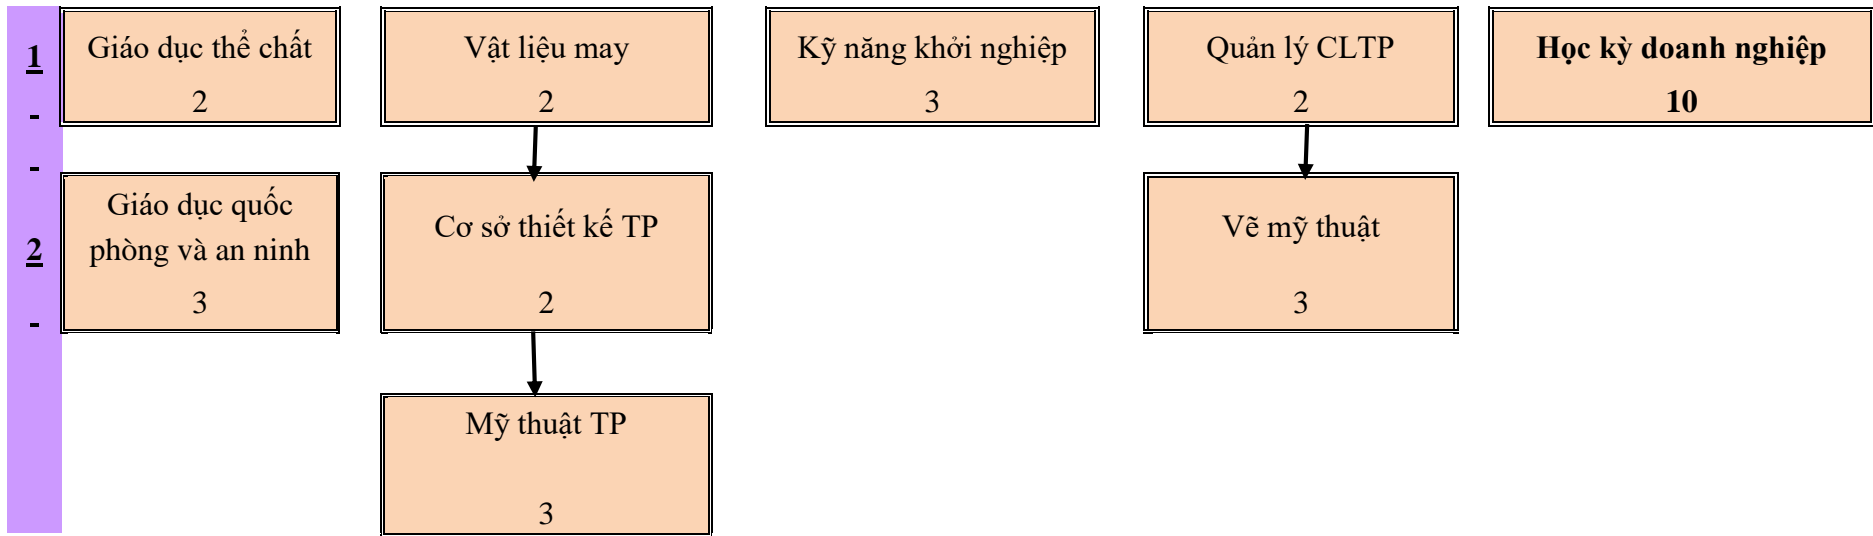 1
-
-
2
-
Giáo dục thể chất
2
Vật liệu may
2
Kỹ năng khởi nghiệp
3
Quản lý CLTP
2
Học kỳ doanh nghiệp
10
Giáo dục quốc
phòng và an ninh
3
Cơ sở thiết kế TP
2
Vẽ mỹ thuật
3
Mỹ thuật TP
3